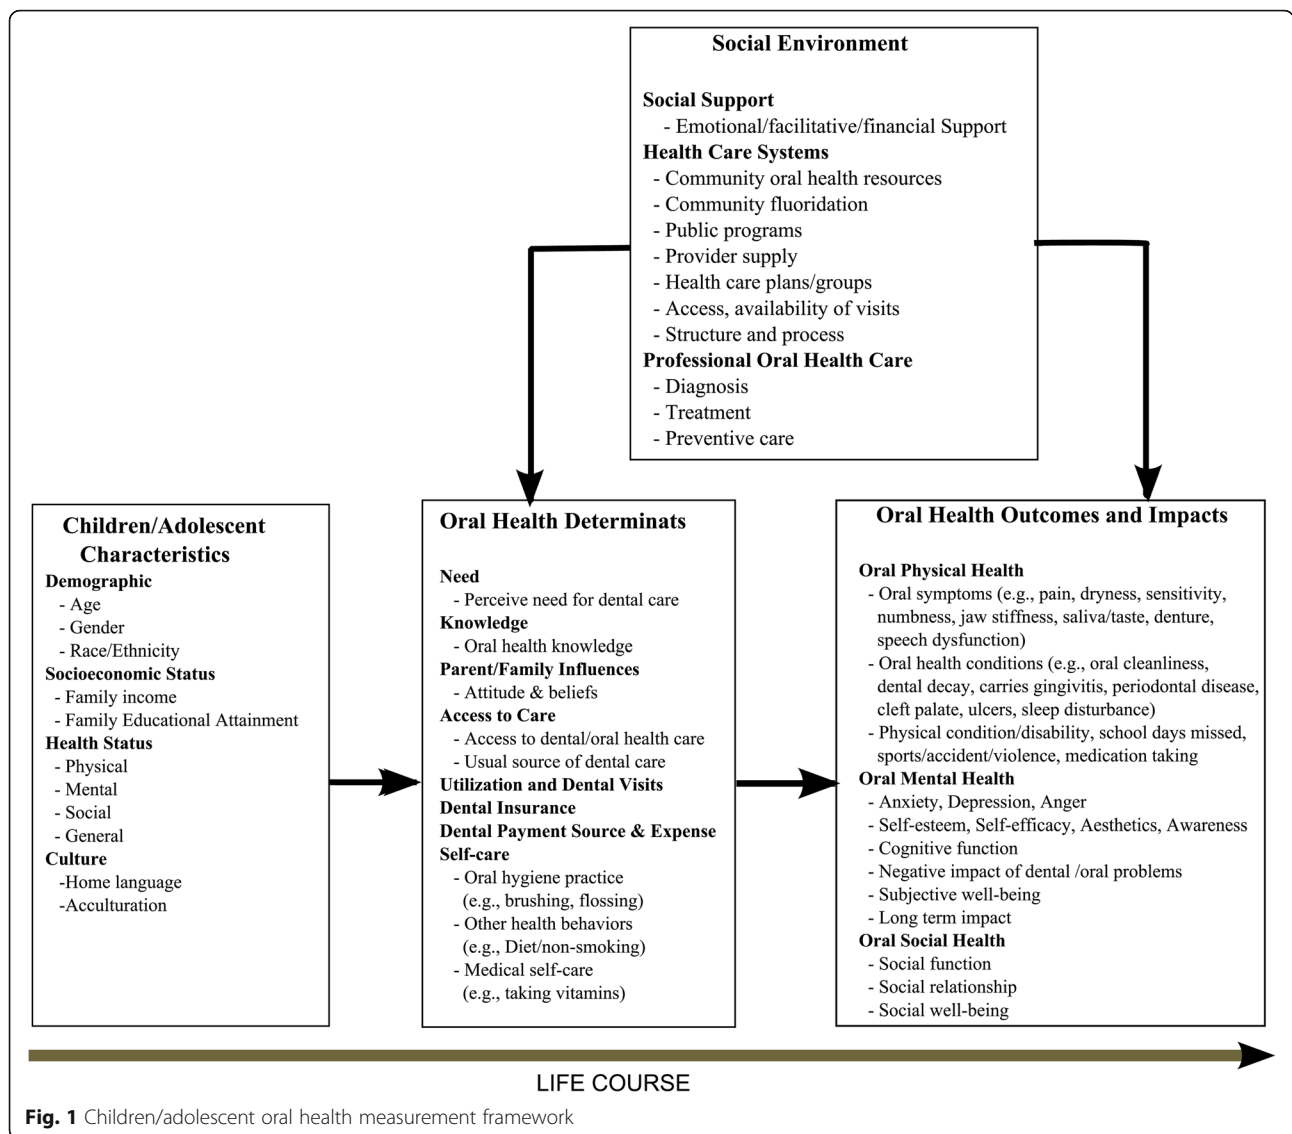 Social Environment
Social Support
- Emotional/facilitative/financial Support
Health Care Systems
- Community oral health resources
- Community fluoridation
- Public programs
- Provider supply
- Health care plans/groups
- Access, availability of visits
- Structure and process
Professional Oral Health Care
- Diagnosis
- Treatment
- Preventive care
Children/Adolescent
Characteristics
Demographic
- Age
- Gender
- Race/Ethnicity
Socioeconomic Status
- Family income
- Family Educational Attainment
Health Status
- Physical
- Mental
- Social
- General
Culture
-Home language
-Acculturation
Oral Health Determinats
Need
- Perceive need for dental care
Knowledge
- Oral health knowledge
Parent/Family Influences
- Attitude & beliefs
Access to Care
- Access to dental/oral health care
- Usual source of dental care
Utilization and Dental Visits
Dental Insurance
Dental Payment Source & Expense
Self-care
- Oral hygiene practice
(e.g., brushing, flossing)
- Other health behaviors
(e.g., Diet/non-smoking)
- Medical self-care
(e.g., taking vitamins)
Oral Health Outcomes and Impacts
Oral Physical Health
- Oral symptoms (e.g., pain, dryness, sensitivity,
numbness, jaw stiffness, saliva/taste, denture,
speech dysfunction)
- Oral health conditions (e.g., oral cleanliness,
dental decay, carries gingivitis, periodontal disease,
cleft palate, ulcers, sleep disturbance)
- Physical condition/disability, school days missed,
sports/accident/violence, medication taking
Oral Mental Health
- Anxiety, Depression, Anger
- Self-esteem, Self-efficacy, Aesthetics, Awareness
- Cognitive function
- Negative impact of dental /oral problems
- Subjective well-being
- Long term impact
Oral Social Health
- Social function
- Social relationship
- Social well-being
LIFE COURSE
Fig. 1 Children/adolescent oral health measurement framework